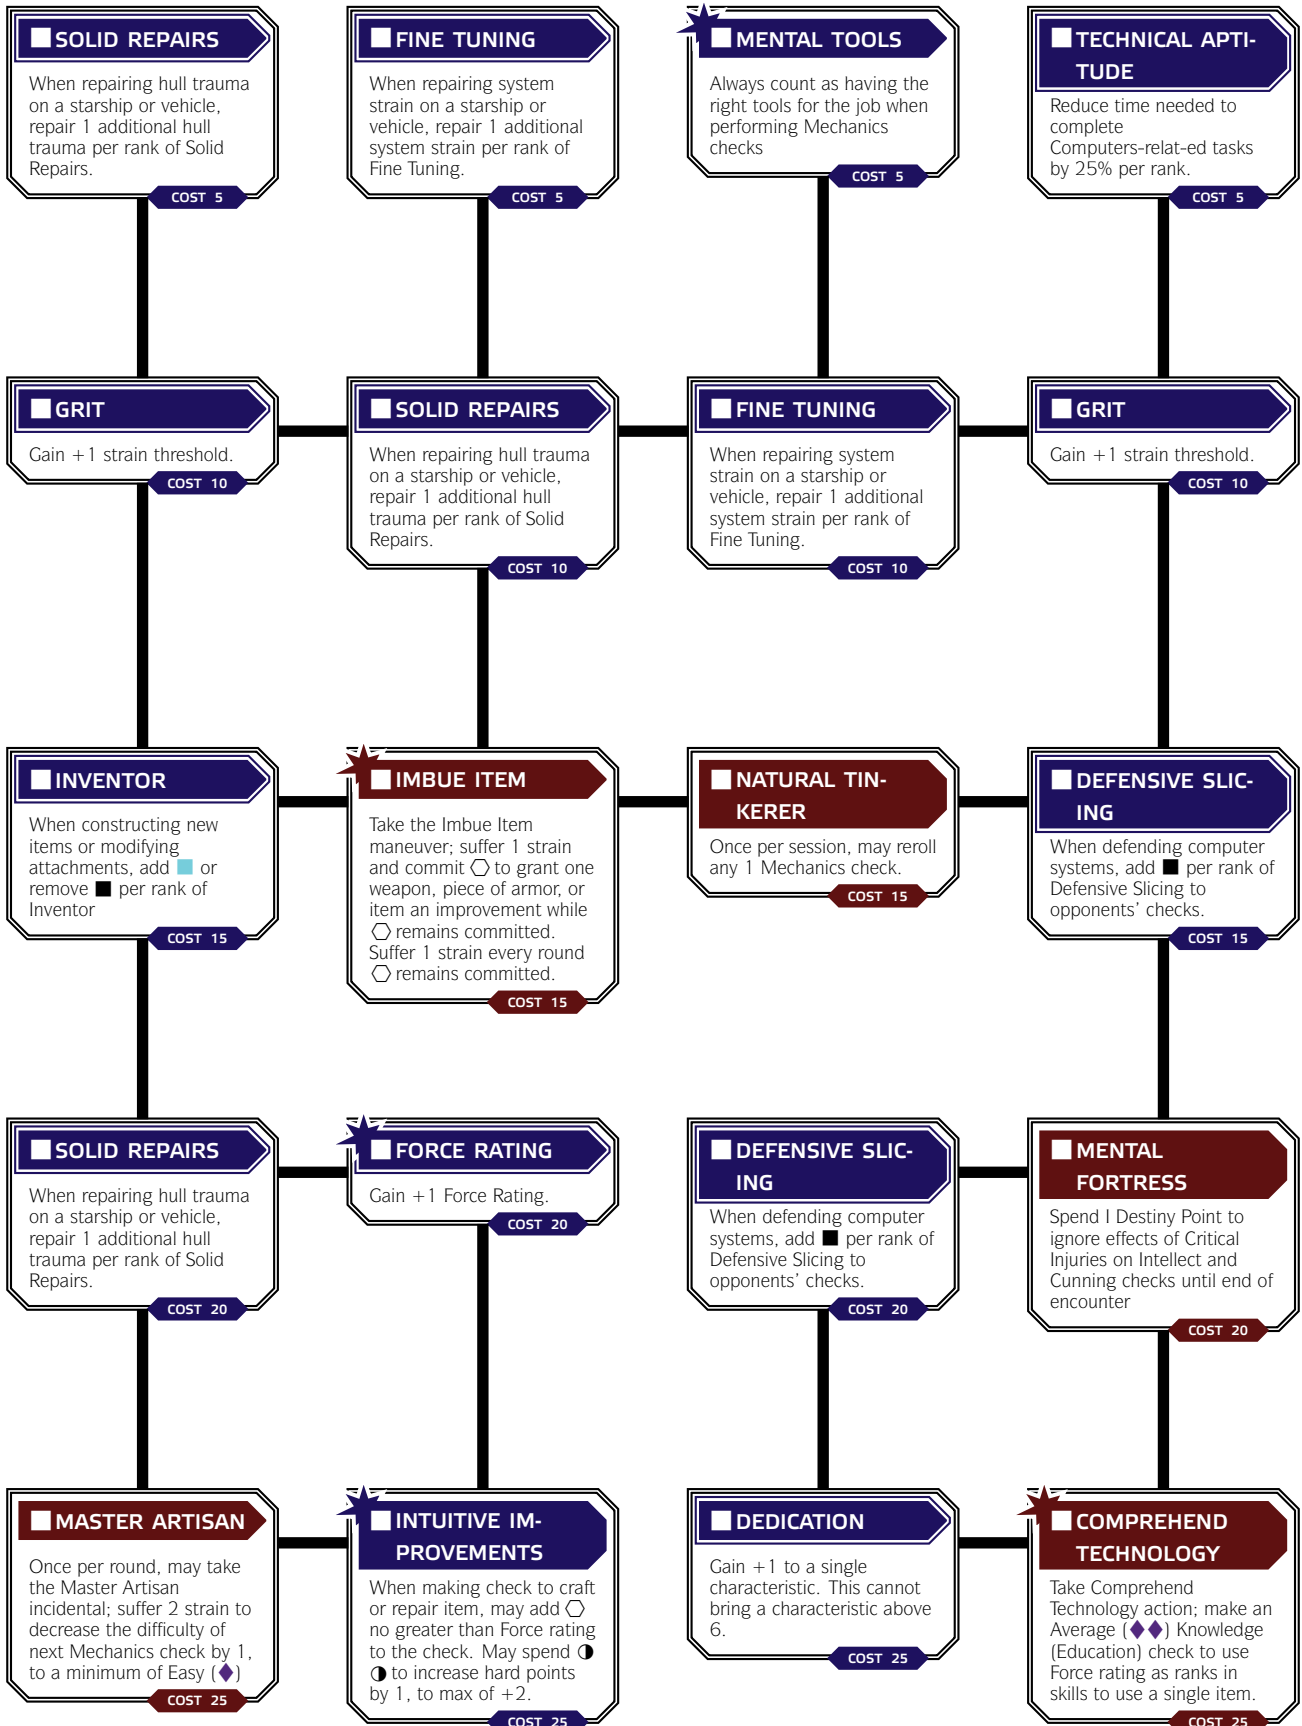 SOLID REPAIRS
When repairing hull trauma
on a starship or vehicle,
repair 1 additional hull
trauma per rank of Solid
Repairs.
COST 5
FINE TUNING
When repairing system
strain on a starship or
vehicle, repair 1 additional
system strain per rank of
Fine Tuning.
COST 5
MENTAL TOOLS
Always count as having the
right tools for the job when
performing Mechanics
checks
COST 5
TECHNICAL APTI-
TUDE
Reduce time needed to
complete
Computers-relat-ed tasks
by 25% per rank.
COST 5
GRIT
Gain +1 strain threshold.
COST 10
SOLID REPAIRS
When repairing hull trauma
on a starship or vehicle,
repair 1 additional hull
trauma per rank of Solid
Repairs.
COST 10
FINE TUNING
When repairing system
strain on a starship or
vehicle, repair 1 additional
system strain per rank of
Fine Tuning.
COST 10
GRIT
Gain +1 strain threshold.
COST 10
INVENTOR
When constructing new
items or modifying
attachments, add ■ or
remove ■ per rank of
Inventor
COST 15
IMBUE ITEM
Take the Imbue Item
maneuver; suffer 1 strain
and commit ⬡ to grant one
weapon, piece of armor, or
item an improvement while
⬡ remains committed.
Suffer 1 strain every round
⬡ remains committed.
COST 15
NATURAL TIN-
KERER
Once per session, may reroll
any 1 Mechanics check.
COST 15
DEFENSIVE SLIC-
ING
When defending computer
systems, add ■ per rank of
Defensive Slicing to
opponents' checks.
COST 15
SOLID REPAIRS
When repairing hull trauma
on a starship or vehicle,
repair 1 additional hull
trauma per rank of Solid
Repairs.
COST 20
FORCE RATING
Gain +1 Force Rating.
COST 20
DEFENSIVE SLIC-
ING
When defending computer
systems, add ■ per rank of
Defensive Slicing to
opponents' checks.
COST 20
MENTAL
FORTRESS
Spend I Destiny Point to
ignore effects of Critical
Injuries on Intellect and
Cunning checks until end of
encounter
COST 20
MASTER ARTISAN
Once per round, may take
the Master Artisan
incidental; suffer 2 strain to
decrease the difficulty of
next Mechanics check by 1,
to a minimum of Easy (♦)
COST 25
INTUITIVE IM-
PROVEMENTS
When making check to craft
or repair item, may add ⬡
no greater than Force rating
to the check. May spend ◑
◑ to increase hard points
by 1, to max of +2.
COST 25
DEDICATION
Gain +1 to a single
characteristic. This cannot
bring a characteristic above
6.
COST 25
COMPREHEND
TECHNOLOGY
Take Comprehend
Technology action; make an
Average (♦♦) Knowledge
(Education) check to use
Force rating as ranks in
skills to use a single item.
COST 25